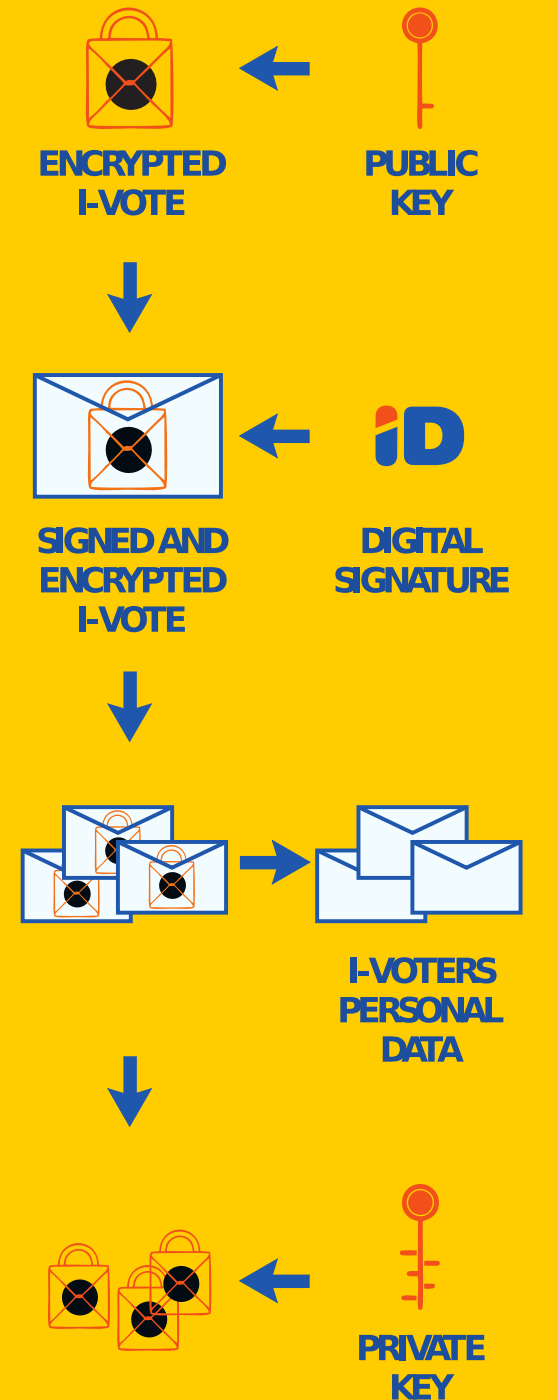 ENCRYPTED
I-VOTE
PUBLIC
KEY
iD
SIGNED AND
ENCRYPTED
I-VOTE
DIGITAL
SIGNATURE
I-VOTERS
PERSONAL
DATA
PRIVATE
KEY